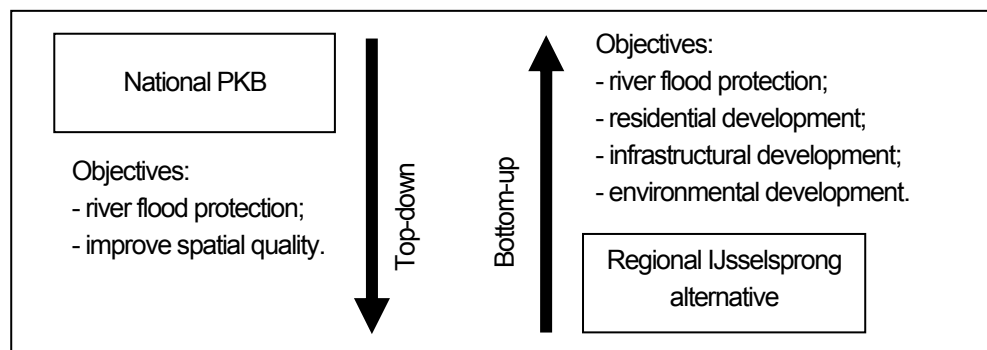 National PKB
Objectives:
- river flood protection;
- improve spatial quality.
Top-down
Bottom-up
Objectives:
- river flood protection;
- residential development;
- infrastructural development;
- environmental development.
Regional IJsselsprong
alternative